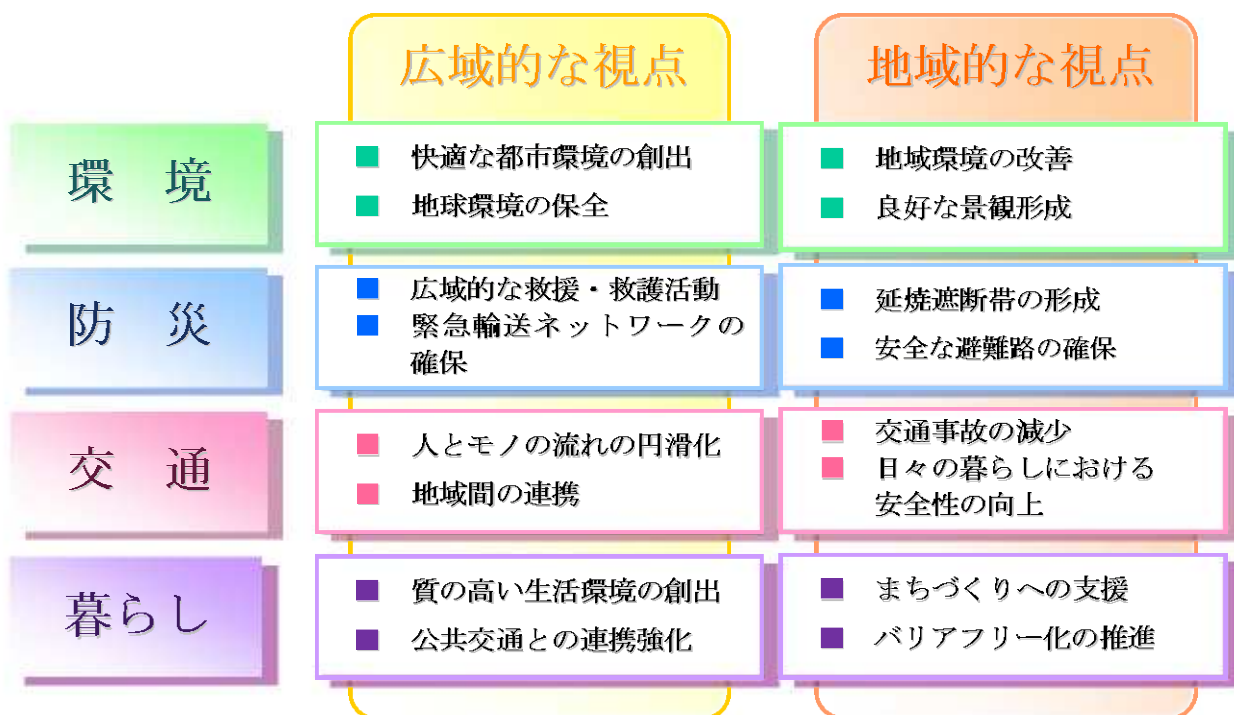 広域的な視点
地域的な視点
環　境
■ 快適な都市環境の創出
■ 地球環境の保全
■ 地域環境の改善
■ 良好な景観形成
防　災
■ 広域的な救援・救護活動
■ 緊急輸送ネットワークの
確保
■ 延焼遮断帯の形成
■ 安全な避難路の確保
交　通
■ 人とモノの流れの円滑化
■ 地域間の連携
■ 交通事故の減少
■ 日々の暮らしにおける
安全性の向上
暮らし
■ 質の高い生活環境の創出
■ 公共交通との連携強化
■ まちづくりへの支援
■ バリアフリー化の推進